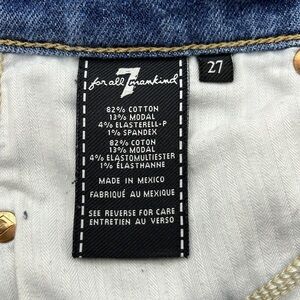 7
for all mankind
27
82% COTTON
13% MODAL
4% ELASTERELL-P
1% SPANDEX
82% COTON
13% MODAL
4% ELASTOMULTIESTER
1% ÉLASTHANNE
MADE IN MEXICO
FABRIQUÉ AU MEXIQUE
SEE REVERSE FOR CARE
ENTRETIEN AU VERSO